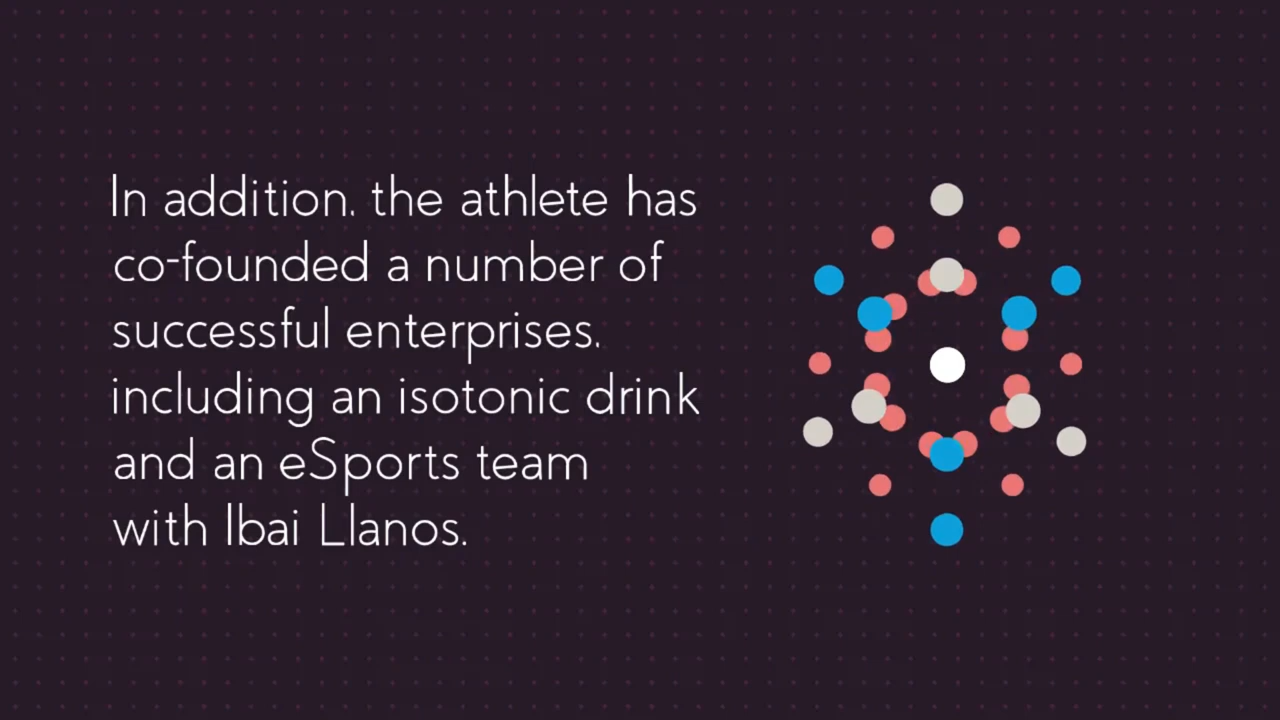 In addition, the athlete has
co-founded a number of
successful enterprises,
including an isotonic drink
and an eSports team
with Ibai Llanos.